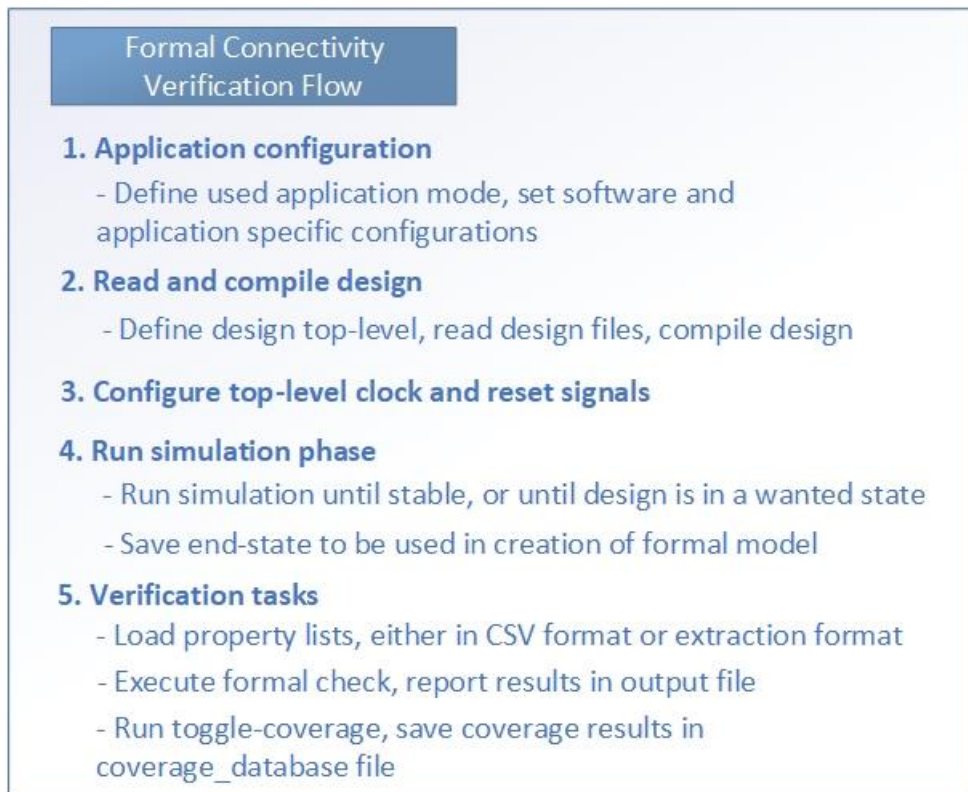 Formal Connectivity
Verification Flow
1. Application configuration
- Define used application mode, set software and
application specific configurations
2. Read and compile design
- Define design top-level, read design files, compile design
3. Configure top-level clock and reset signals
4. Run simulation phase
- Run simulation until stable, or until design is in a wanted state
- Save end-state to be used in creation of formal model
5. Verification tasks
- Load property lists, either in CSV format or extraction format
- Execute formal check, report results in output file
- Run toggle-coverage, save coverage results in
coverage_database file